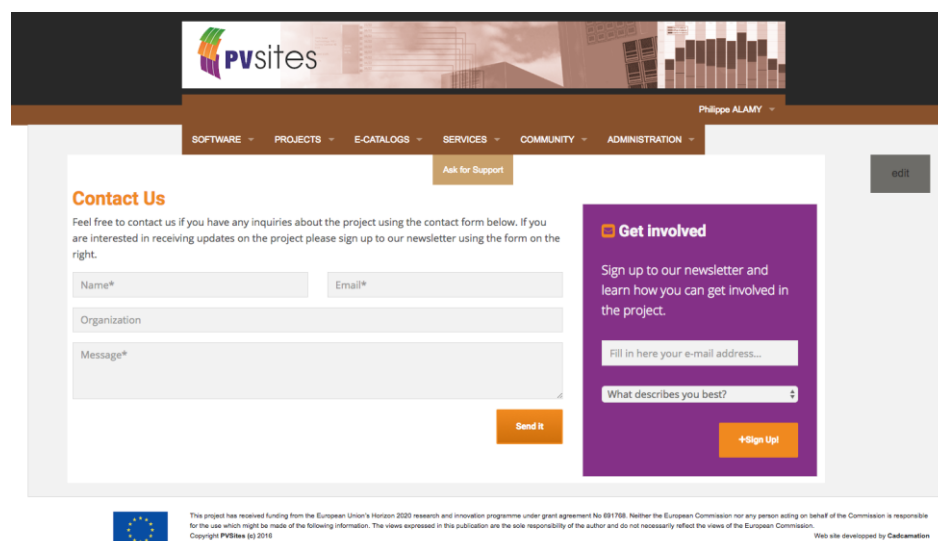 PVsites
Philippe ALAMY
SOFTWARE PROJECTS E-CATALOGS SERVICES COMMUNITY ADMINISTRATION
Ask for Support
edit
Contact Us
Feel free to contact us if you have any inquiries about the project using the contact form below. If you
are interested in receiving updates on the project please sign up to our newsletter using the form on the
right.
Name* Email*
Organization
Message*
Send it
Get involved
Sign up to our newsletter and
learn how you can get involved in
the project.
Fill in here your e-mail address...
What describes you best?
+Sign Up!
This project has received funding from the European Union's Horizon 2020 research and innovation programme under grant agreement No 691768. Neither the European Commission nor any person acting on behalf of the Commission is responsible
for the use which might be made of the following information. The views expressed in this publication are the sole responsibility of the author and do not necessarily reflect the views of the European Commission.
Copyright PVSites (c) 2016
Web site developped by Cadcamation